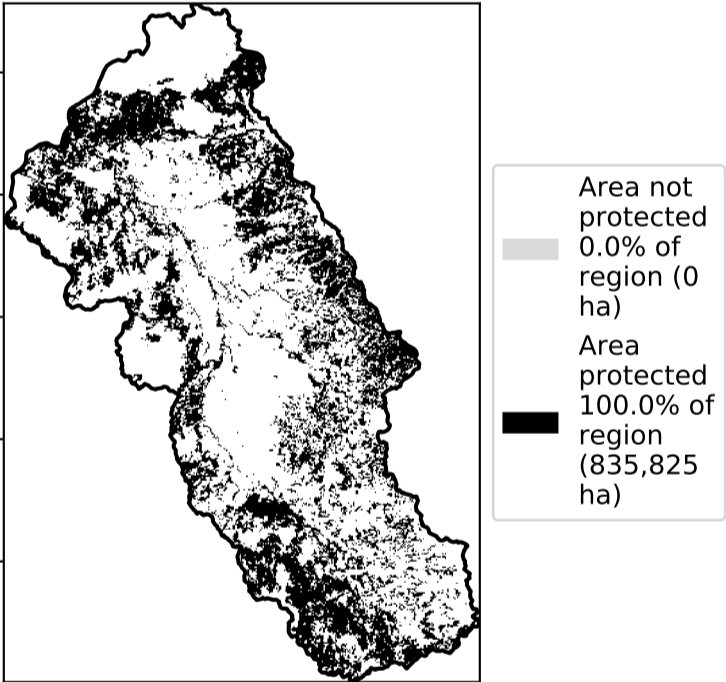 Area not
protected
0.0% of
region (0
ha)
Area
protected
100.0% of
region
(835,825
ha)